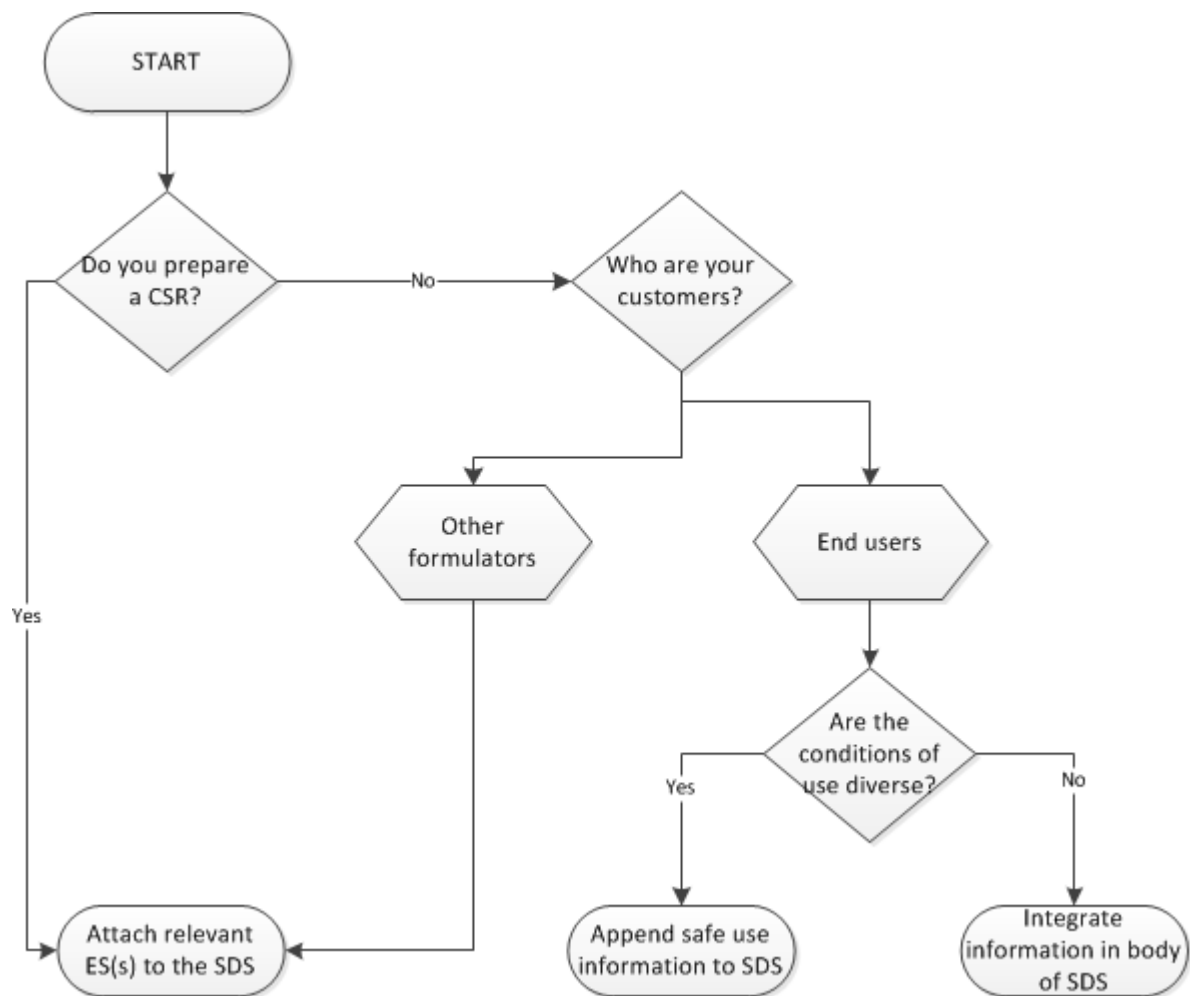 START
Do you prepare
a CSR?
No
Who are your
customers?
Other
formulators
End users
Yes
Are the
conditions of
use diverse?
Yes
No
Attach relevant
ES(s) to the SDS
Append safe use
information to SDS
Integrate
information in body
of SDS